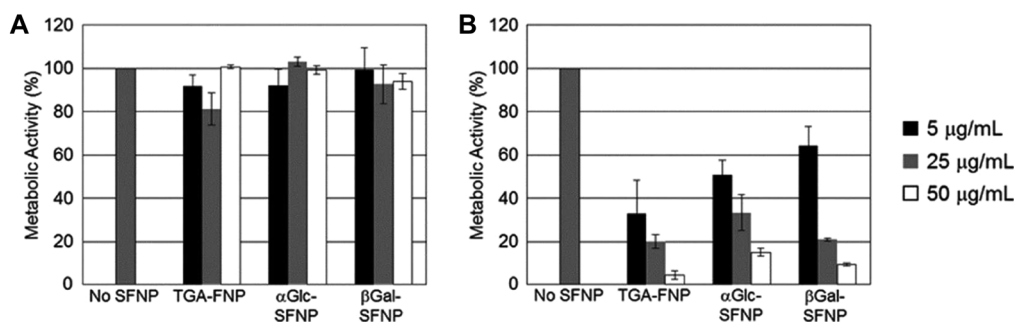 A
Metabolic Activity (%)
120
100
80
60
40
20
0
No SFNP
TGA-FNP
αGlc-
SFNP
βGal-
SFNP
B
Metabolic Activity (%)
120
100
80
60
40
20
0
No SFNP
TGA-FNP
αGlc-
SFNP
βGal-
SFNP
5 µg/mL
25 µg/mL
50 µg/mL